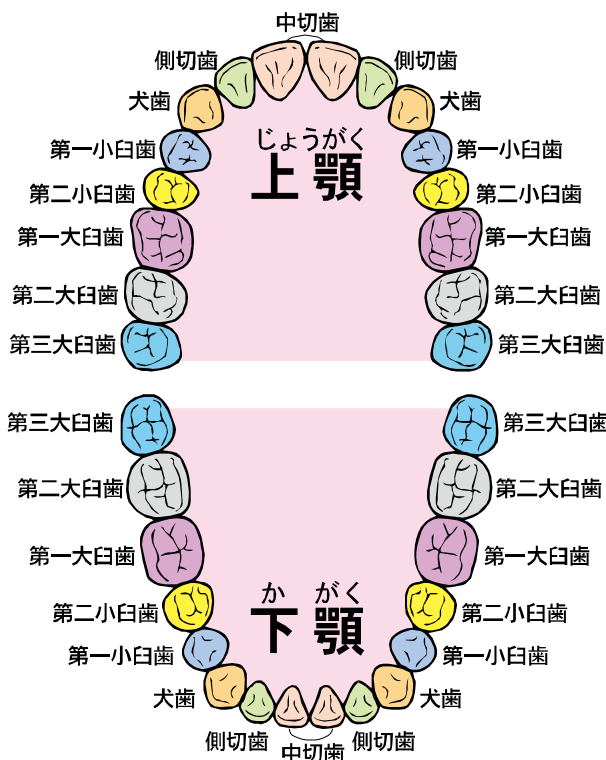 中切歯
側切歯 側切歯
犬歯 犬歯
第一小臼歯 第一小臼歯
じょうがく
上顎
第二小臼歯 第二小臼歯
第一大臼歯 第一大臼歯
第二大臼歯 第二大臼歯
第三大臼歯 第三大臼歯
第三大臼歯 第三大臼歯
第二大臼歯 第二大臼歯
第一大臼歯 第一大臼歯
か がく
下顎
第二小臼歯 第二小臼歯
第一小臼歯 第一小臼歯
犬歯 犬歯
側切歯 側切歯
中切歯